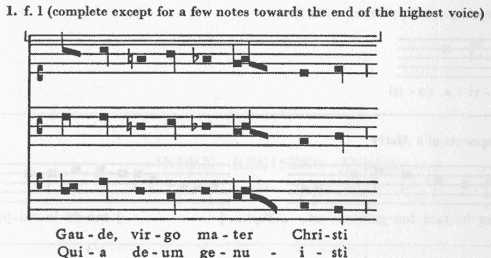 1. f. 1 (complete except for a few notes towards the end of the highest voice)
Gau - de, vir - go ma - ter Chri - sti
Qui - a de - um ge - nu - i - sti